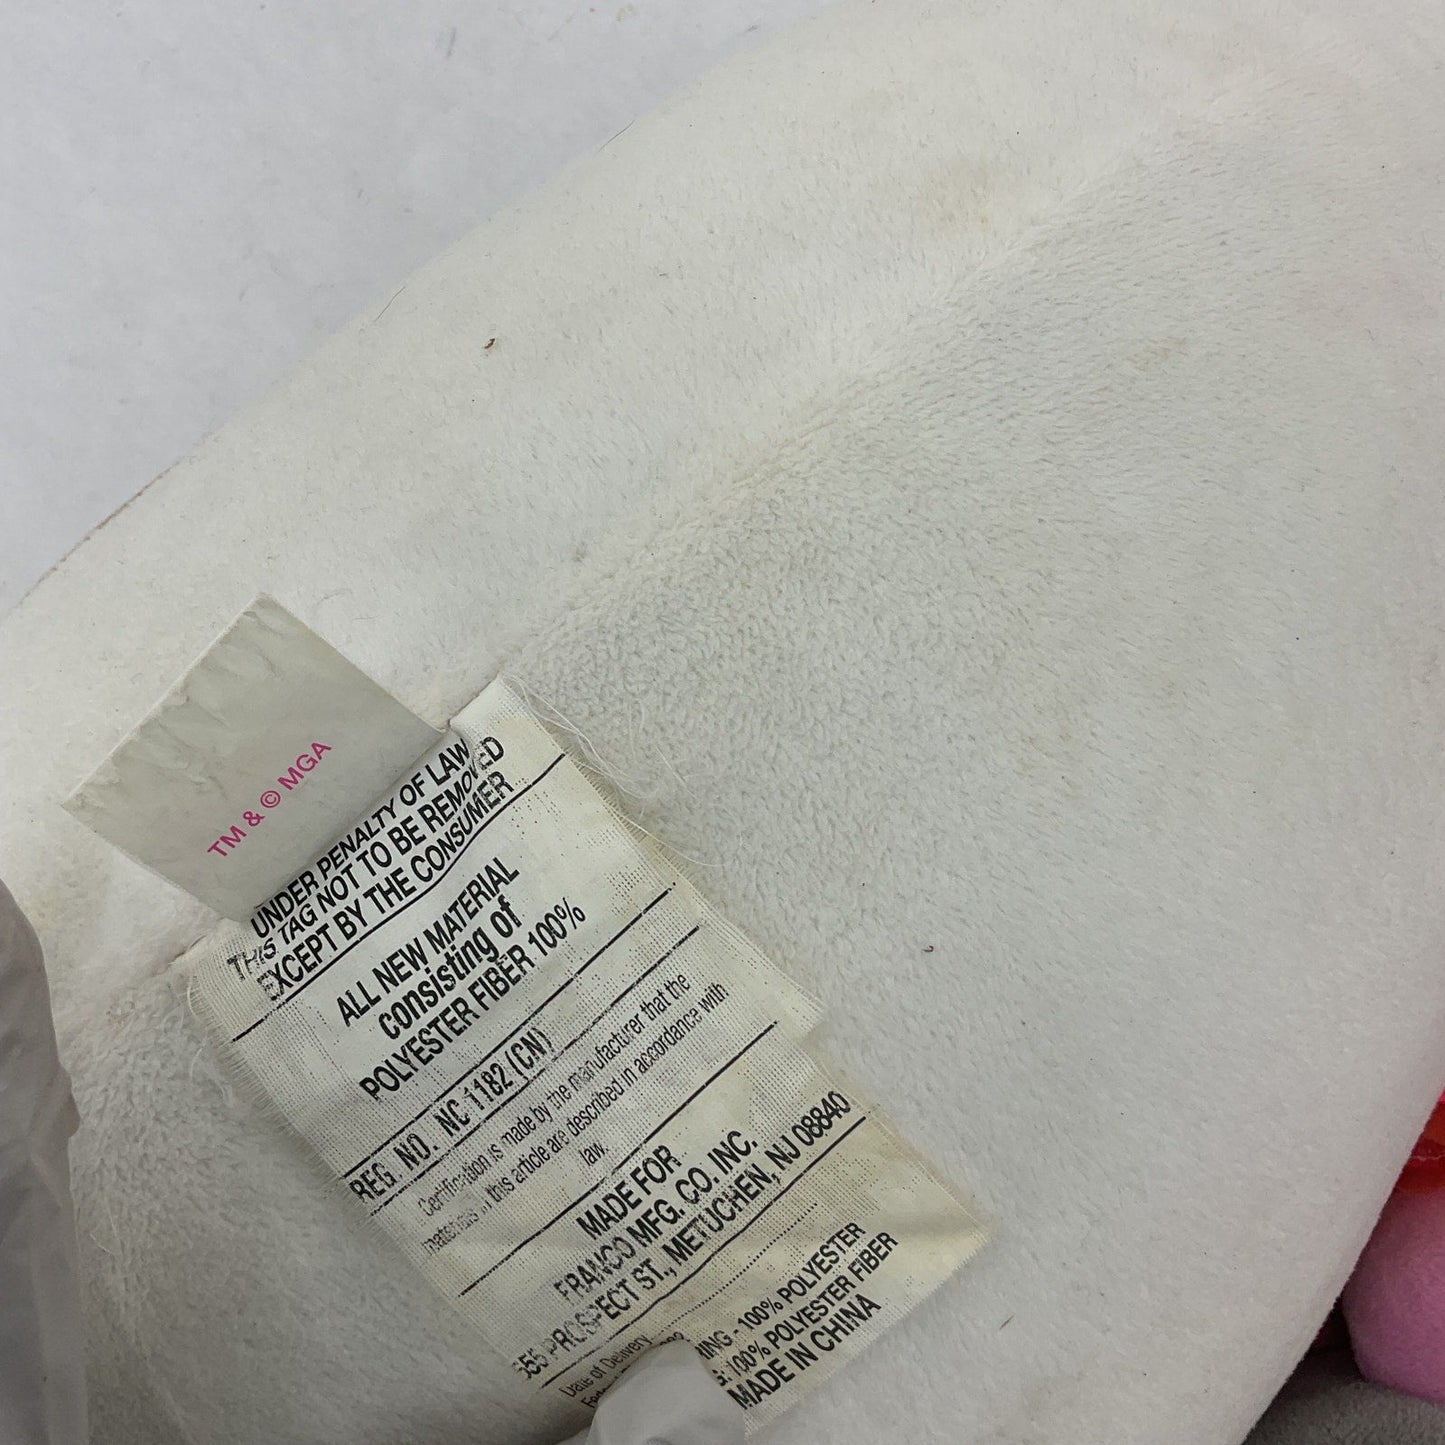 TM & © MGA
UNDER PENALTY OF LAW
THIS TAG NOT TO BE REMOVED
EXCEPT BY THE CONSUMER
ALL NEW MATERIAL
consisting of
POLYESTER FIBER 100%
REG. NO. NC 1182 (CN)
Certification is made by the manufacturer that the
materials in this article are described in accordance with
law.
MADE FOR
FRANCO MFG. CO. INC.
555 PROSPECT ST., METUCHEN, NJ 08840
Date of Delivery
100% POLYESTER
100% POLYESTER FIBER
MADE IN CHINA